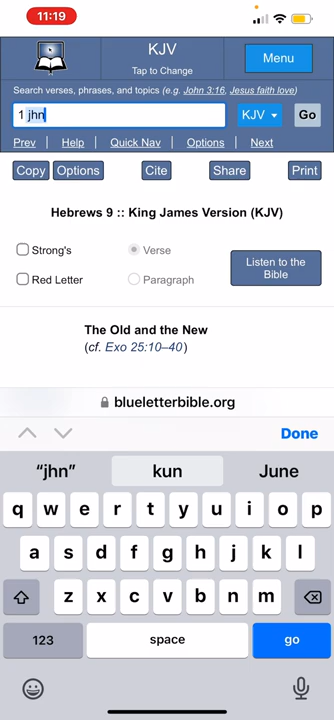 11:19
KJV
Tap to Change
Menu
Search verses, phrases, and topics (e.g. John 3:16, Jesus faith love)
1 jhn
KJV
Go
Prev | Help | Quick Nav | Options | Next
Copy Options Cite Share Print
Hebrews 9 :: King James Version (KJV)
Strong's Verse
Red Letter Paragraph
Listen to the
Bible
The Old and the New
(cf. Exo 25:10–40)
blueletterbible.org
Done
“jhn” kun June
q w e r t y u i o p
a s d f g h j k l
z x c v b n m
123 space go